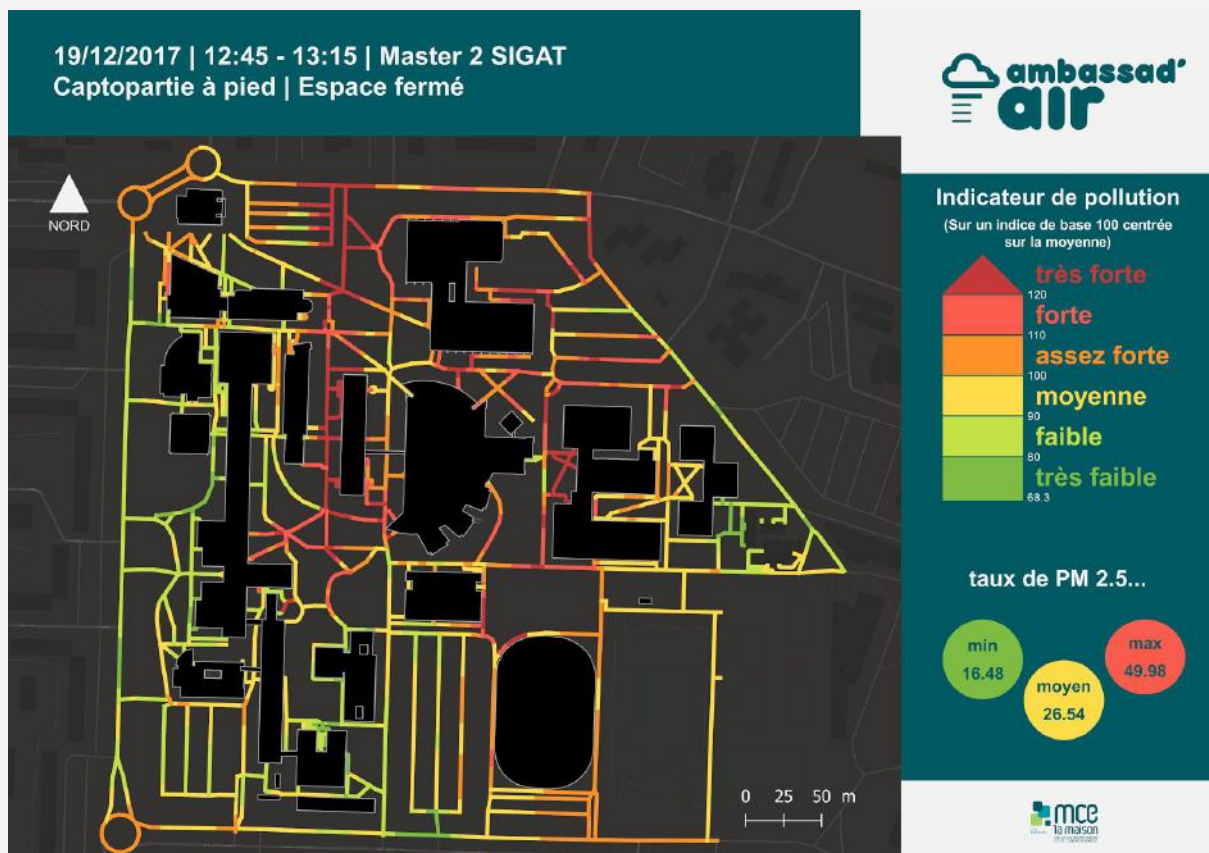 19/12/2017 | 12:45 - 13:15 | Master 2 SIGAT
Captopartie à pied | Espace fermé
ambassad'
air
NORD
Indicateur de pollution
(Sur un indice de base 100 centrée
sur la moyenne)
très forte
120
forte
110
assez forte
100
moyenne
90
faible
80
très faible
68.3
taux de PM 2.5...
min
16.48
max
49.98
moyen
26.54
0 25 50 m
mce
la maison